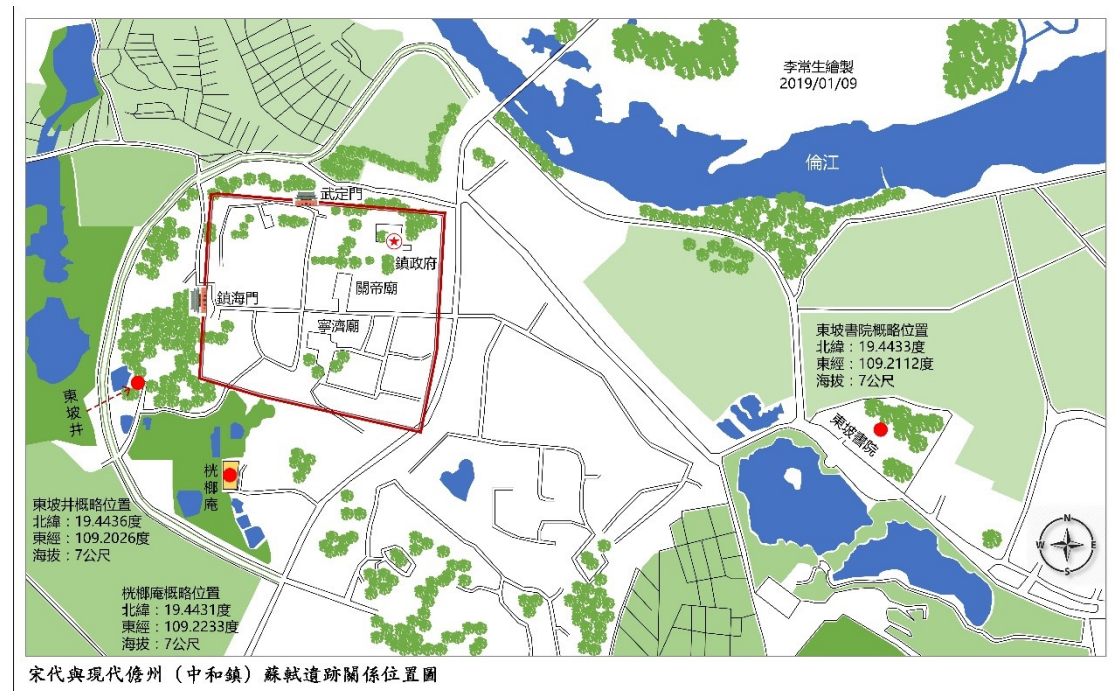 李常生繪製
2019/01/09
倫江
武定門
鎮政府
關帝廟
鎮海門
寧濟廟
東坡書院概略位置
北緯：19.4433度
東經：109.2112度
海拔：7公尺
東坡井
東坡書院
桄榔庵
東坡井概略位置
北緯：19.4436度
東經：109.2026度
海拔：7公尺
N
W
E
S
桄榔庵概略位置
北緯：19.4431度
東經：109.2233度
海拔：7公尺
宋代與現代儋州（中和鎮）蘇軾遺跡關係位置圖